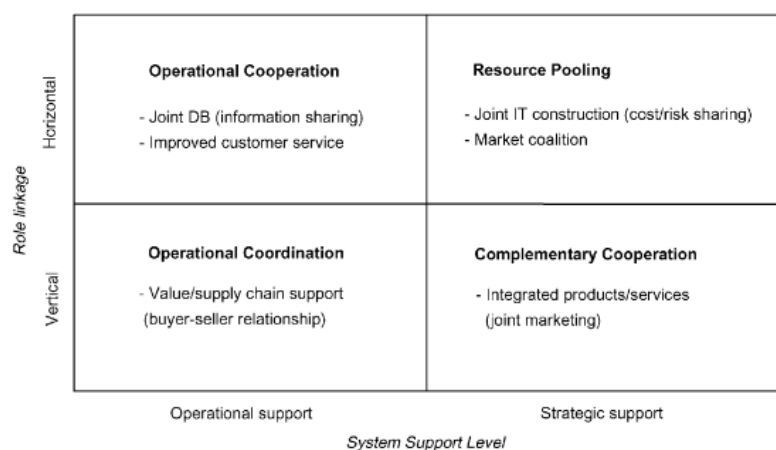 Role linkage
Horizontal
Operational Cooperation
- Joint DB (information sharing)
- Improved customer service
Resource Pooling
- Joint IT construction (cost/risk sharing)
- Market coalition
Vertical
Operational Coordination
- Value/supply chain support
(buyer-seller relationship)
Complementary Cooperation
- Integrated products/services
(joint marketing)
Operational support
Strategic support
System Support Level